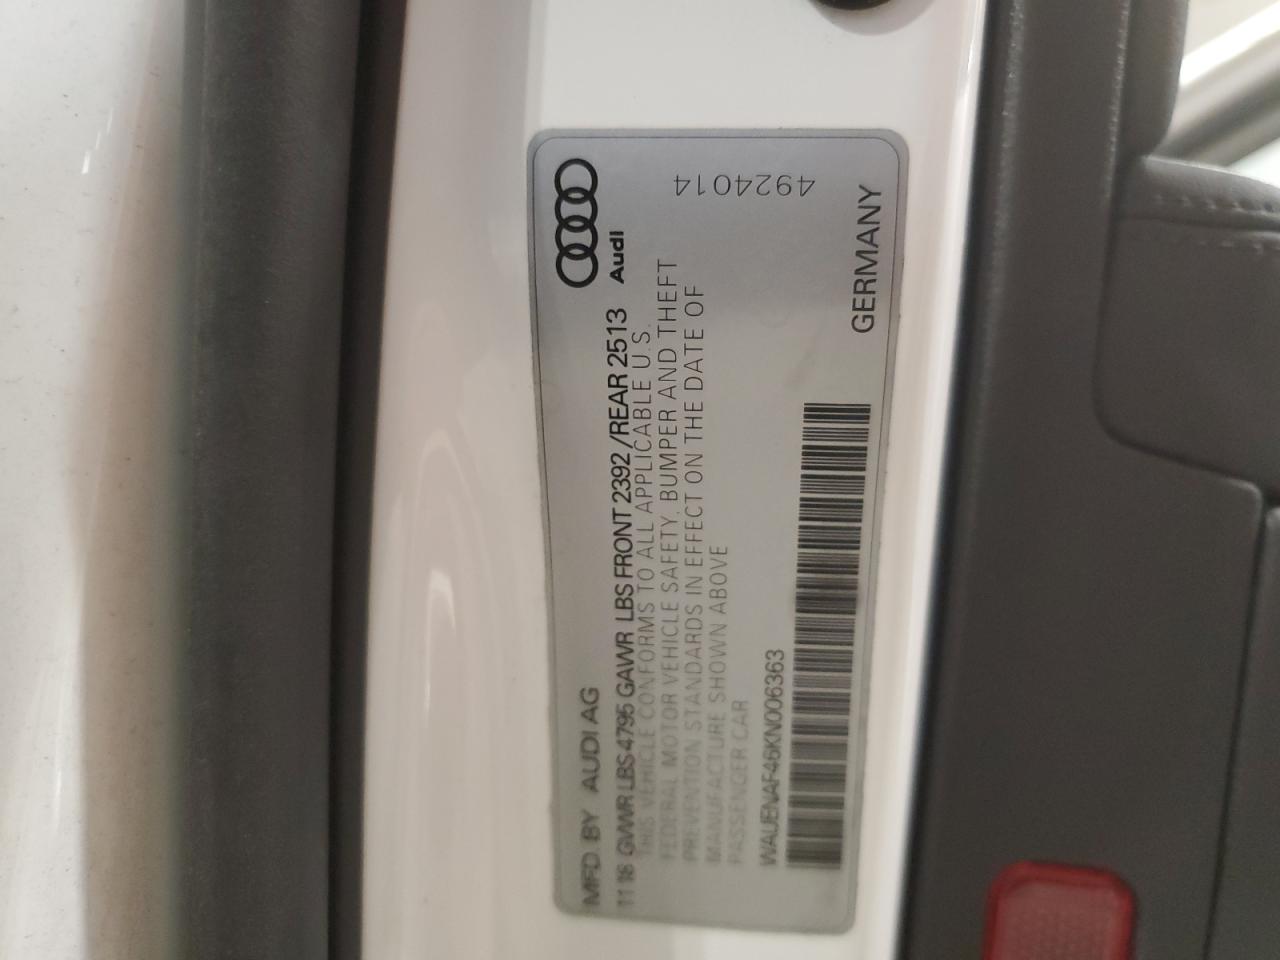 Audi
MFD BY AUDI AG
11 18 GVWR LBS 4795 GAWR LBS FRONT 2392/REAR 2513
THIS VEHICLE CONFORMS TO ALL APPLICABLE U.S.
FEDERAL MOTOR VEHICLE SAFETY, BUMPER AND THEFT
PREVENTION STANDARDS IN EFFECT ON THE DATE OF
MANUFACTURE SHOWN ABOVE
PASSENGER CAR
WAUENAF46KN006363
GERMANY
4924014